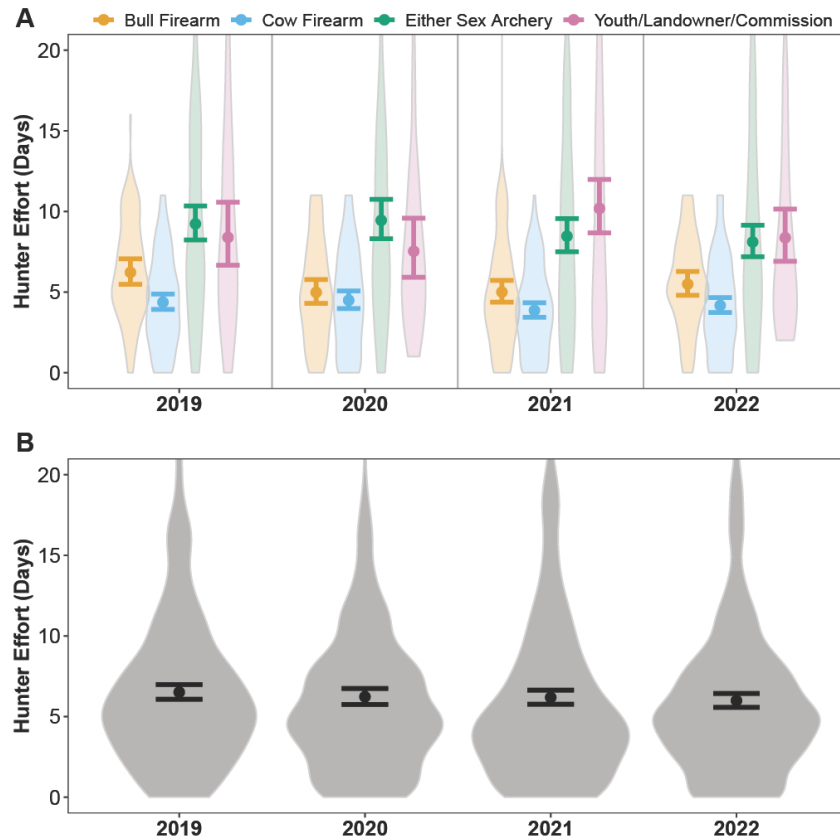 A
Bull Firearm Cow Firearm Either Sex Archery Youth/Landowner/Commission
Hunter Effort (Days)
20
15
10
5
0
2019 2020 2021 2022
B
Hunter Effort (Days)
20
15
10
5
0
2019 2020 2021 2022